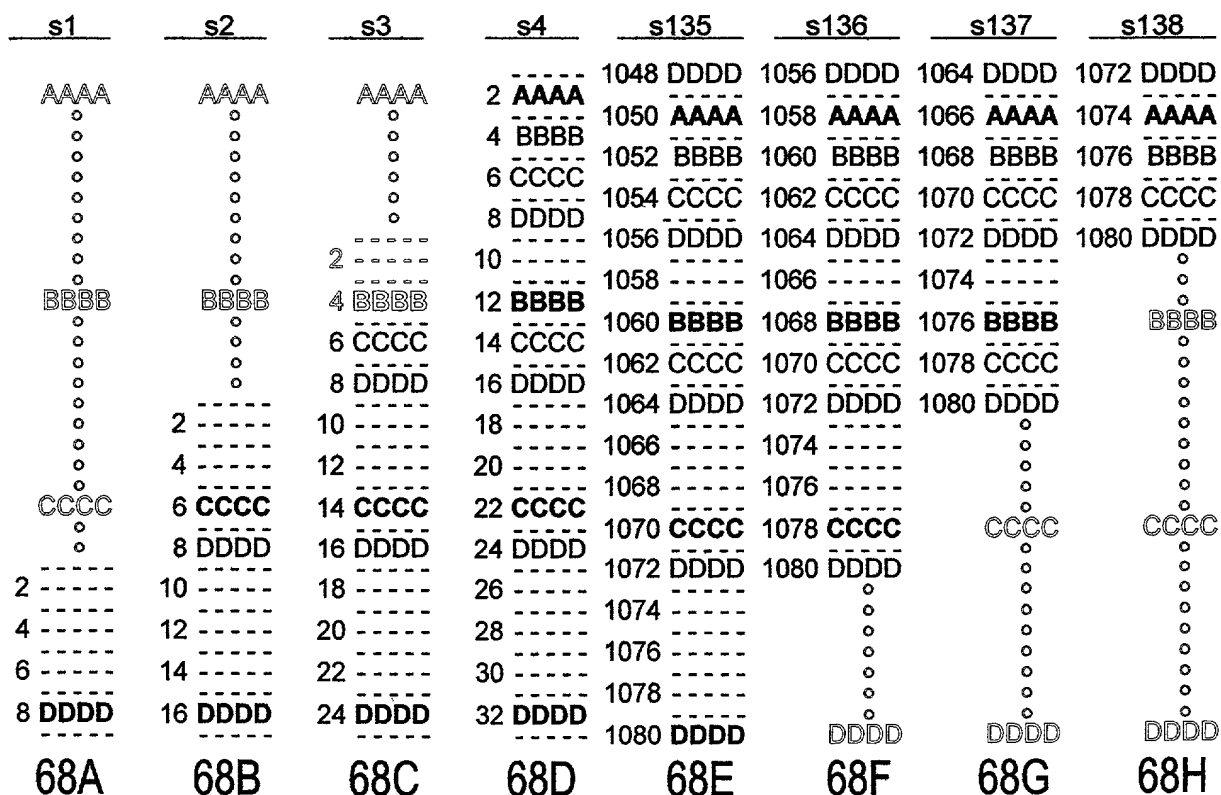 s1
AAAA
BBBB
CCCC
2 -----
4 -----
6 -----
8 DDDD
68A
s2
AAAA
BBBB
2 -----
4 -----
6 CCCC
8 DDDD
10 -----
12 -----
14 -----
16 DDDD
68B
s3
AAAA
2 -----
4 BBBB
6 CCCC
8 DDDD
10 -----
12 -----
14 CCCC
16 DDDD
18 -----
20 -----
22 -----
24 DDDD
68C
s4
2 AAAA
4 BBBB
6 CCCC
8 DDDD
10 -----
12 BBBB
14 CCCC
16 DDDD
18 -----
20 -----
22 CCCC
24 DDDD
26 -----
28 -----
30 -----
32 DDDD
68D
s135
1048 DDDD
1050 AAAA
1052 BBBB
1054 CCCC
1056 DDDD
1058 -----
1060 BBBB
1062 CCCC
1064 DDDD
1066 -----
1068 -----
1070 CCCC
1072 DDDD
1074 -----
1076 -----
1078 -----
1080 DDDD
68E
s136
1056 DDDD
1058 AAAA
1060 BBBB
1062 CCCC
1064 DDDD
1066 -----
1068 BBBB
1070 CCCC
1072 DDDD
1074 -----
1076 -----
1078 CCCC
1080 DDDD
DDDD
68F
s137
1064 DDDD
1066 AAAA
1068 BBBB
1070 CCCC
1072 DDDD
1074 -----
1076 BBBB
1078 CCCC
1080 DDDD
CCCC
DDDD
68G
s138
1072 DDDD
1074 AAAA
1076 BBBB
1078 CCCC
1080 DDDD
BBBB
CCCC
DDDD
68H